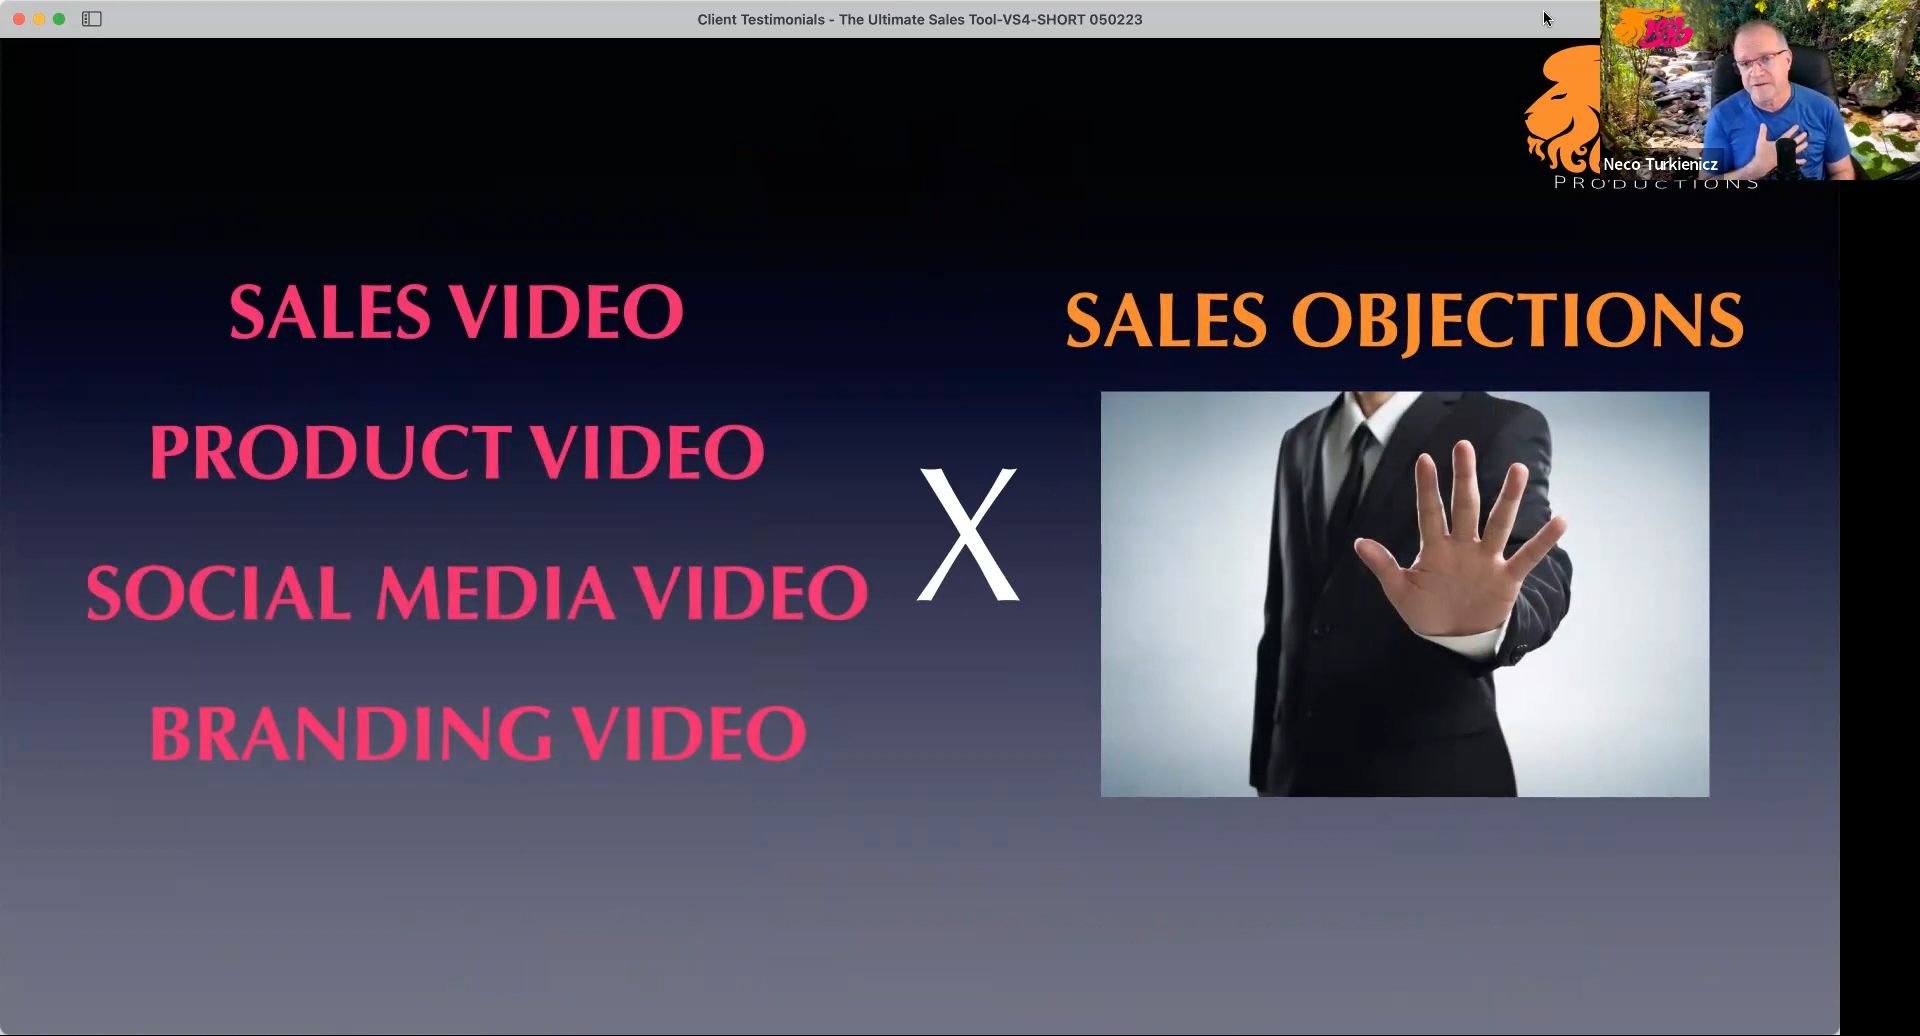 Client Testimonials - The Ultimate Sales Tool-VS4-SHORT 050223
Neco Turkienicz
PRODUCTIONS
SALES VIDEO
PRODUCT VIDEO
SOCIAL MEDIA VIDEO
BRANDING VIDEO
X
SALES OBJECTIONS